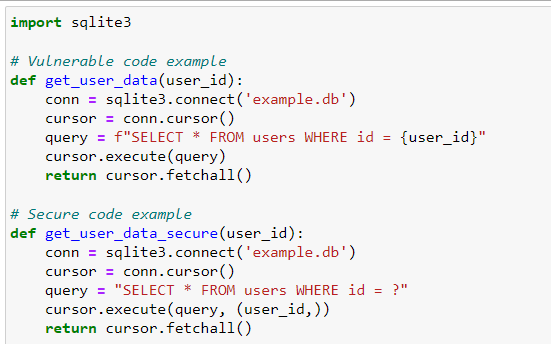 import sqlite3

# Vulnerable code example
def get_user_data(user_id):
    conn = sqlite3.connect('example.db')
    cursor = conn.cursor()
    query = f"SELECT * FROM users WHERE id = {user_id}"
    cursor.execute(query)
    return cursor.fetchall()

# Secure code example
def get_user_data_secure(user_id):
    conn = sqlite3.connect('example.db')
    cursor = conn.cursor()
    query = "SELECT * FROM users WHERE id = ?"
    cursor.execute(query, (user_id,))
    return cursor.fetchall()